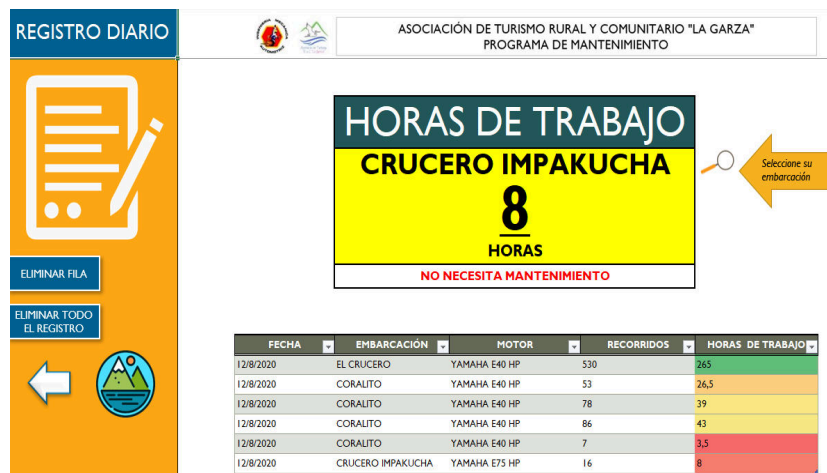 REGISTRO DIARIO
ASOCIACIÓN DE TURISMO RURAL Y COMUNITARIO "LA GARZA"
PROGRAMA DE MANTENIMIENTO
HORAS DE TRABAJO
CRUCERO IMPAKUCHA
8
HORAS
NO NECESITA MANTENIMIENTO
Seleccione su
embarcación
ELIMINAR FILA
ELIMINAR TODO
EL REGISTRO
FECHA EMBARCACIÓN MOTOR RECORRIDOS HORAS DE TRABAJO
12/8/2020 EL CRUCERO YAMAHA E40 HP 530 265
12/8/2020 CORALITO YAMAHA E40 HP 53 26,5
12/8/2020 CORALITO YAMAHA E40 HP 78 39
12/8/2020 CORALITO YAMAHA E40 HP 86 43
12/8/2020 CORALITO YAMAHA E40 HP 7 3,5
12/8/2020 CRUCERO IMPAKUCHA YAMAHA E75 HP 16 8